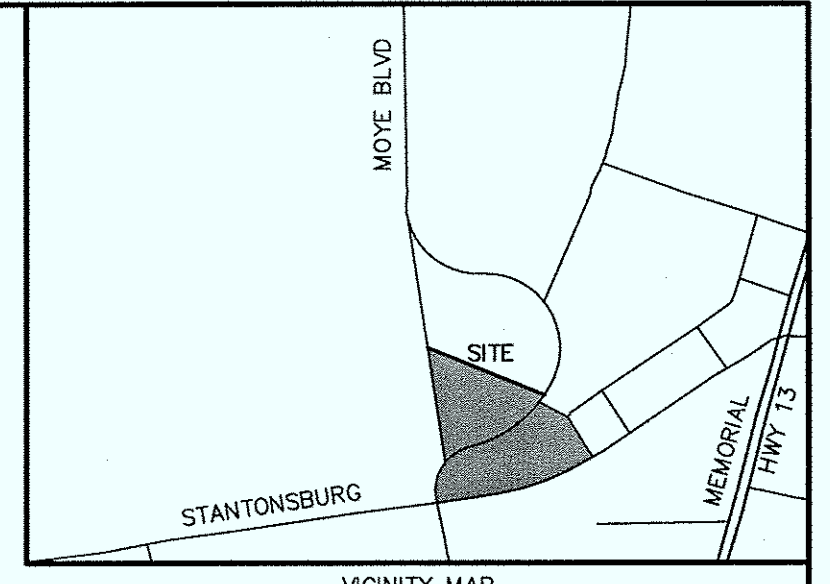 MOYE BLVD
SITE
MEMORIAL
HWY 13
STANTONSBURG
VICINITY MAP